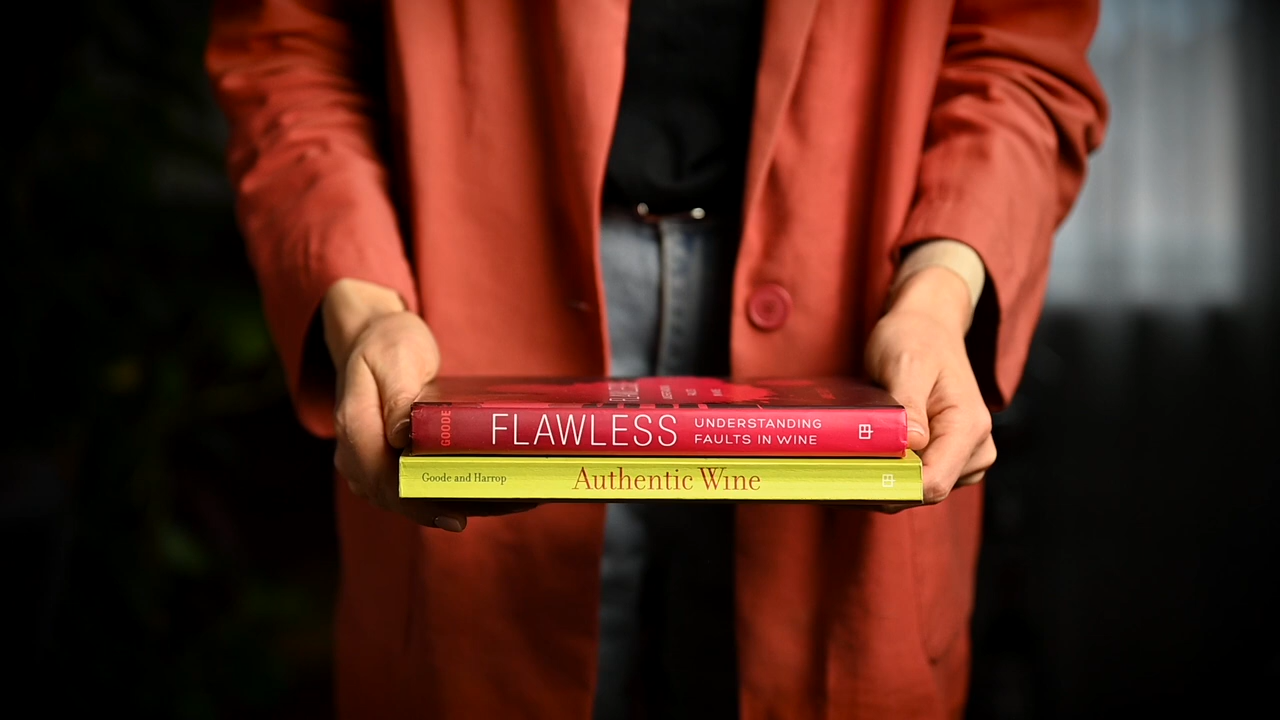 GOODE
FLAWLESS
UNDERSTANDING
FAULTS IN WINE
Goode and Harrop
Authentic Wine